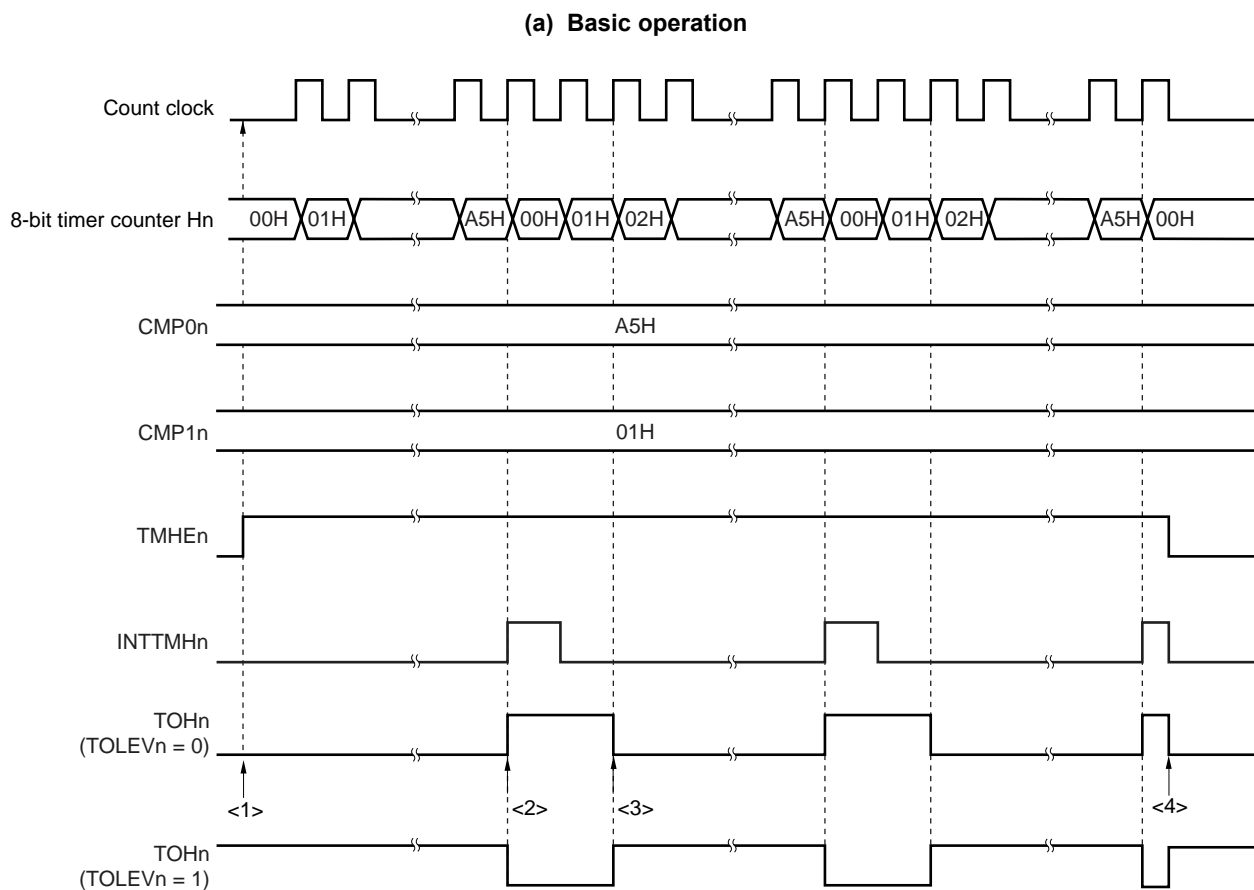 (a) Basic operation
Count clock
8-bit timer counter Hn
00H 01H A5H 00H 01H 02H A5H 00H 01H 02H A5H 00H
CMP0n
A5H
CMP1n
01H
TMHEn
INTTMHn
TOHn
(TOLEVn = 0)
<1> <2> <3> <4>
TOHn
(TOLEVn = 1)